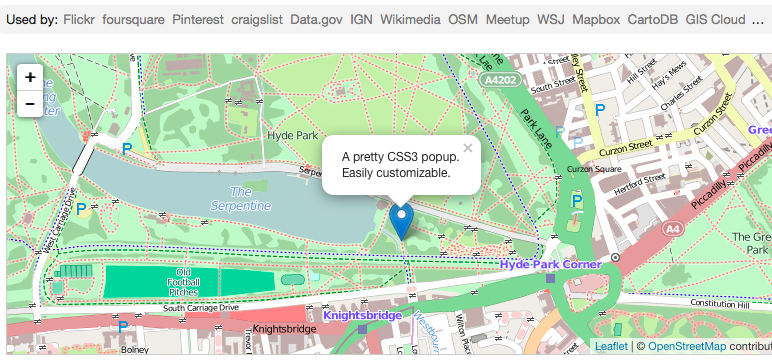 Used by: Flickr foursquare Pinterest craigslist Data.gov IGN Wikimedia OSM Meetup WSJ Mapbox CartoDB GIS Cloud ...
+
−
A4202
South Street
Hill Street
Hay's Mews
Charles Street
Park Lane
Curzon Street
Curzon Street
Curzon Square
Hertford Street
Piccadilly
Piccadilly
Hyde Park
A pretty CSS3 popup.
Easily customizable.
×
P
P
P
P
P
The
Serpentine
West Carriage Drive
A4
The Gre
Park
Hyde Park Corner
Old
Football
Pitches
South Carriage Drive
Constitution Hill
Knightsbridge
Knightsbridge
Bolney
Wilton Place
Leaflet | © OpenStreetMap contribut